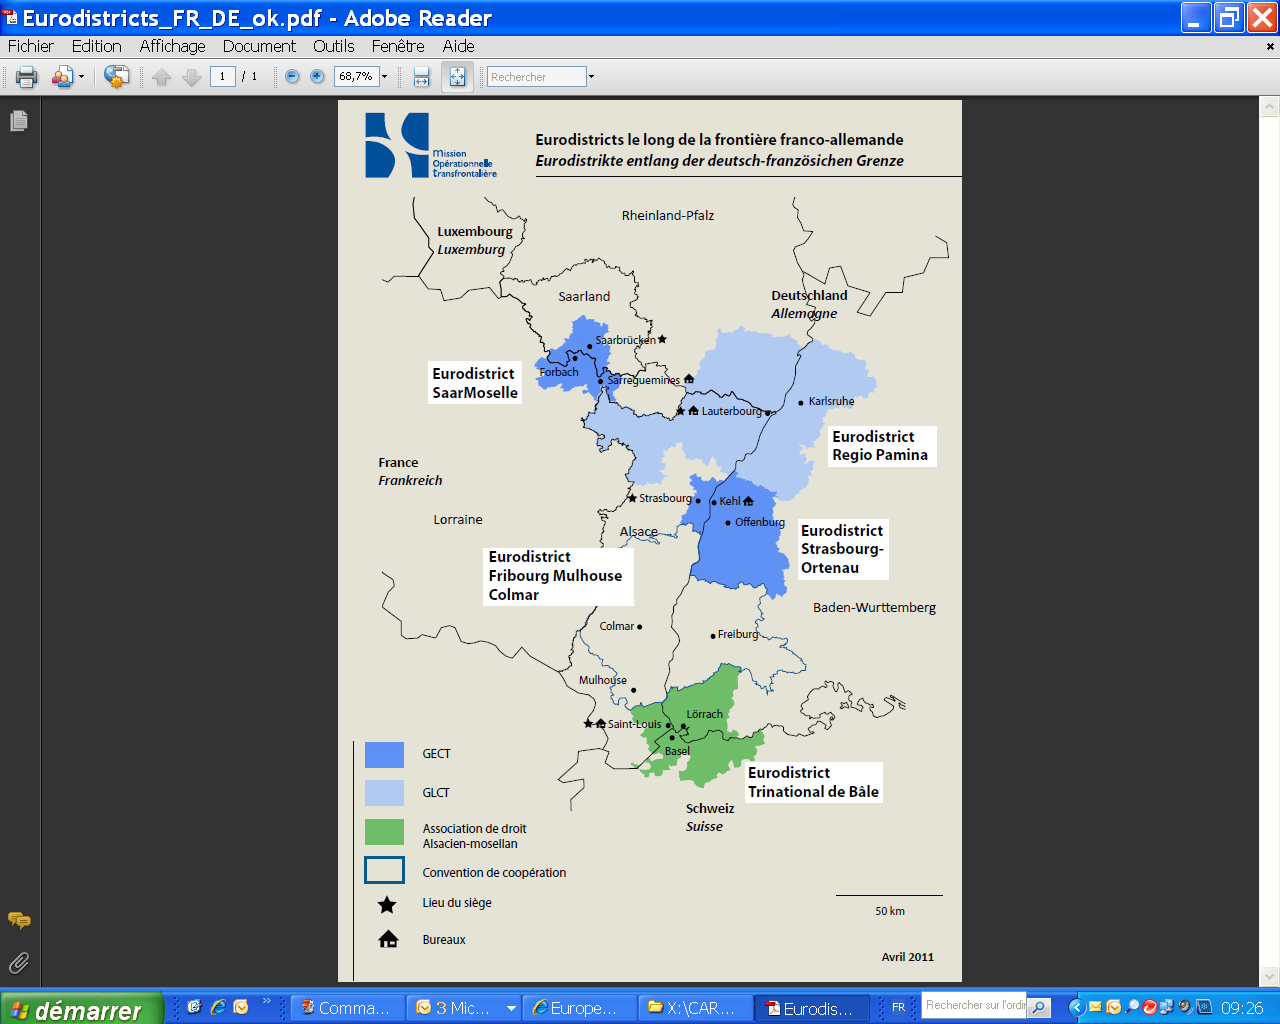 Eurodistricts_FR_DE_ok.pdf - Adobe Reader
Fichier Edition Affichage Document Outils Fenêtre Aide
1 / 1 68,7% Rechercher
Mission
Opérationnelle
Transfrontalière
Eurodistricts le long de la frontière franco-allemande
Eurodistrikte entlang der deutsch-französichen Grenze
Rheinland-Pfalz
Luxembourg
Luxemburg
Saarland
Deutschland
Allemagne
Saarbrücken
Forbach
Sarreguemines
Eurodistrict
SaarMoselle
Lauterbourg
Karlsruhe
Eurodistrict
Regio Pamina
France
Frankreich
Lorraine
Strasbourg
Kehl
Offenburg
Alsace
Eurodistrict
Strasbourg-
Ortenau
Eurodistrict
Fribourg Mulhouse
Colmar
Baden-Wurttemberg
Colmar
Freiburg
Mulhouse
Lörrach
Saint-Louis
Basel
Eurodistrict
Trinational de Bâle
Schweiz
Suisse
GECT
GLCT
Association de droit
Alsacien-mosellan
Convention de coopération
Lieu du siège
Bureaux
50 km
Avril 2011
démarrer » Comma... 3 Mic... Europe... X:\CAR... Eurodis... FR Rechercher sur l'ordin 09:26